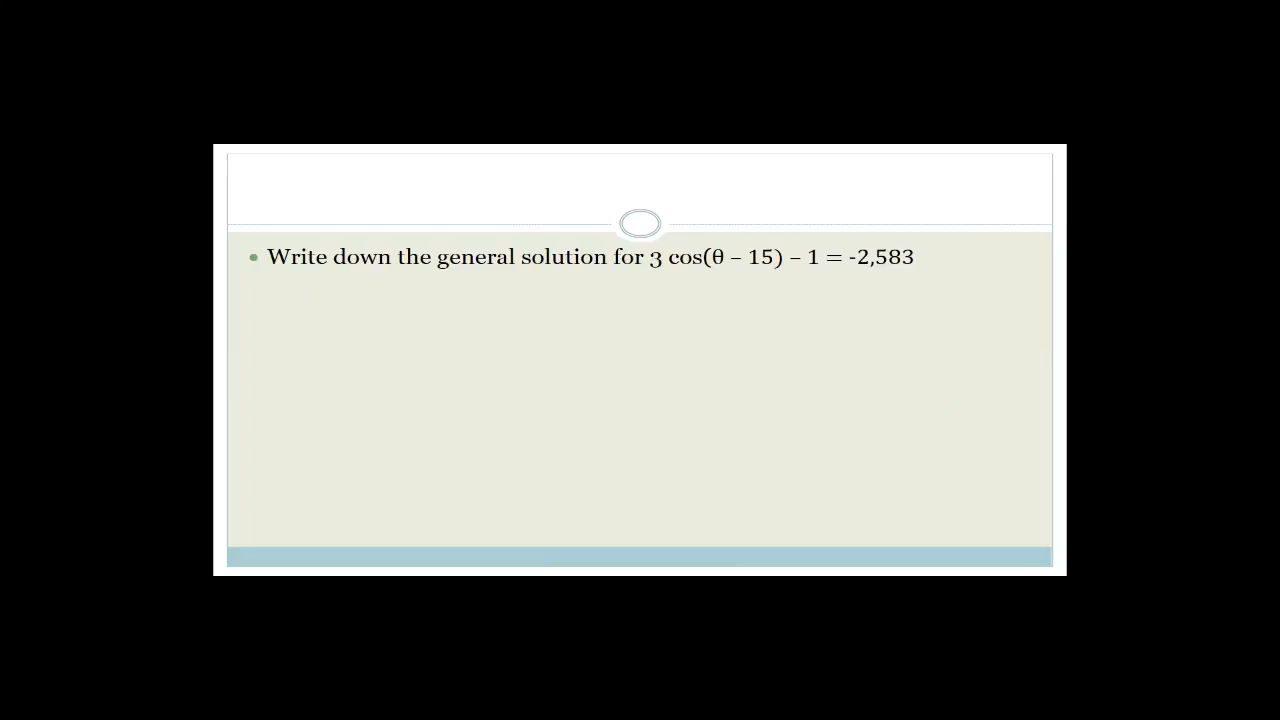 Write down the general solution for 3 cos(θ – 15) – 1 = -2,583